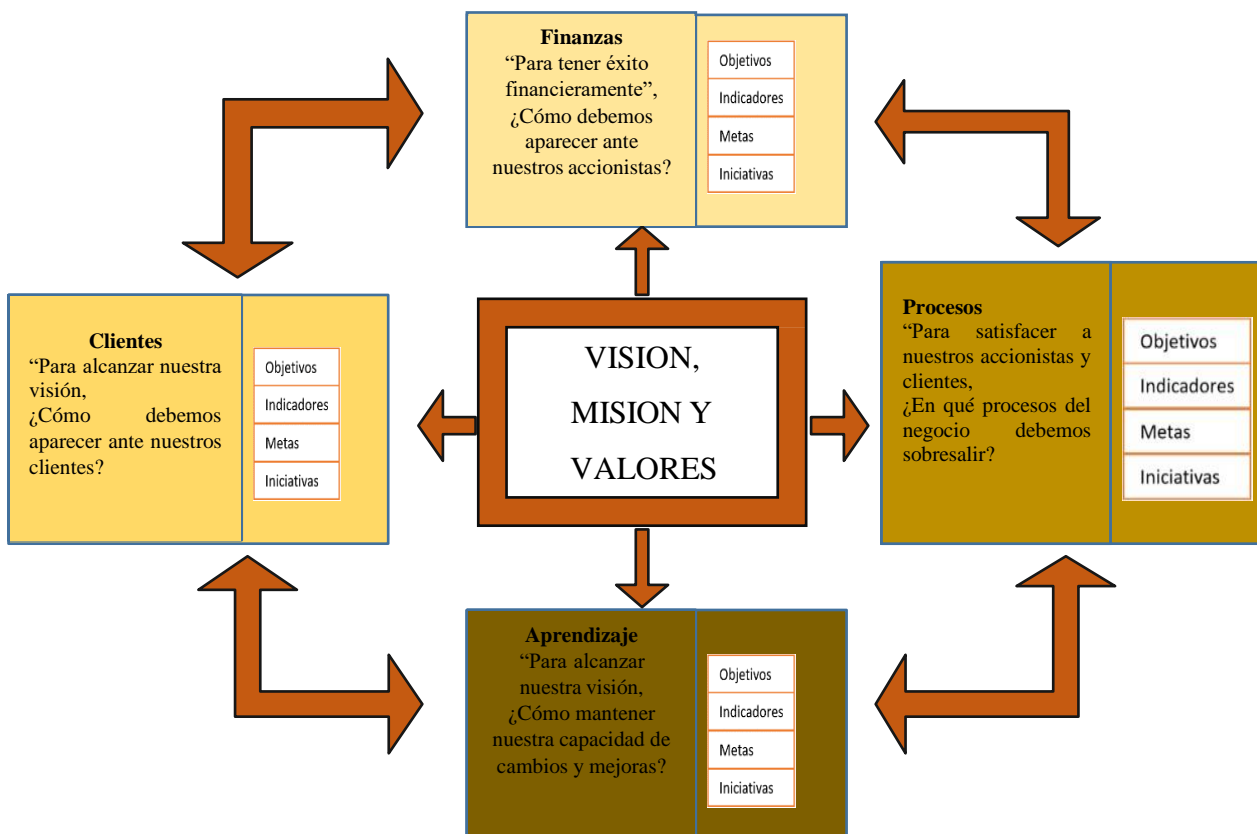 Finanzas
“Para tener éxito
financieramente”,
¿Cómo debemos
aparecer ante
nuestros accionistas?
Objetivos
Indicadores
Metas
Iniciativas
Clientes
“Para alcanzar nuestra
visión,
¿Cómo debemos
aparecer ante nuestros
clientes?
Objetivos
Indicadores
Metas
Iniciativas
VISION,
MISION Y
VALORES
Procesos
“Para satisfacer a
nuestros accionistas y
clientes,
¿En qué procesos del
negocio debemos
sobresalir?
Objetivos
Indicadores
Metas
Iniciativas
Aprendizaje
“Para alcanzar
nuestra visión,
¿Cómo mantener
nuestra capacidad de
cambios y mejoras?
Objetivos
Indicadores
Metas
Iniciativas